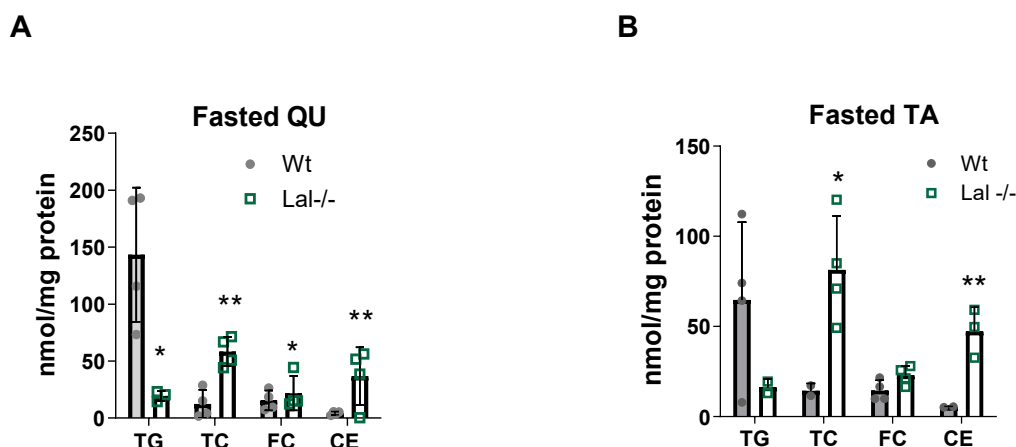 A
Fasted QU
250
200
150
100
50
0
nmol/mg protein
Wt
Lal-/-
*
**
*
**
TG TC FC CE
B
Fasted TA
150
100
50
0
nmol/mg protein
Wt
Lal -/-
*
**
TG TC FC CE